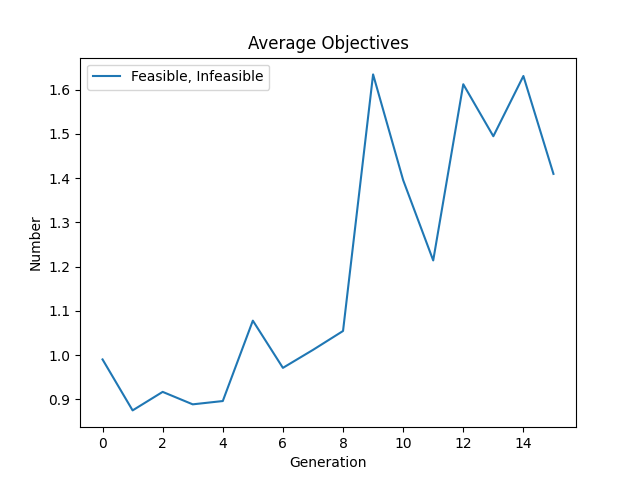 Average Objectives
Feasible, Infeasible
1.6
1.5
1.4
1.3
1.2
1.1
1.0
0.9
Number
0 2 4 6 8 10 12 14
Generation